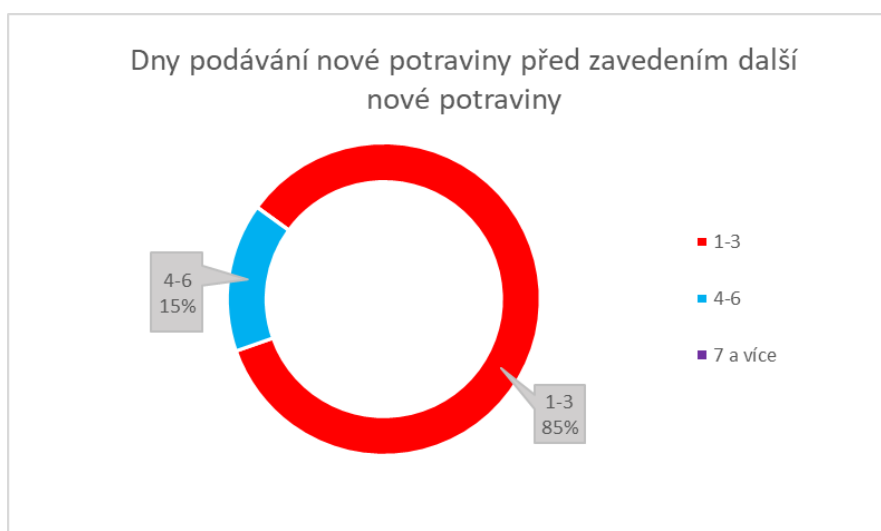 Dny podávání nové potraviny před zavedením další
nové potraviny
4-6
15%
1-3
85%
1-3
4-6
7 a více